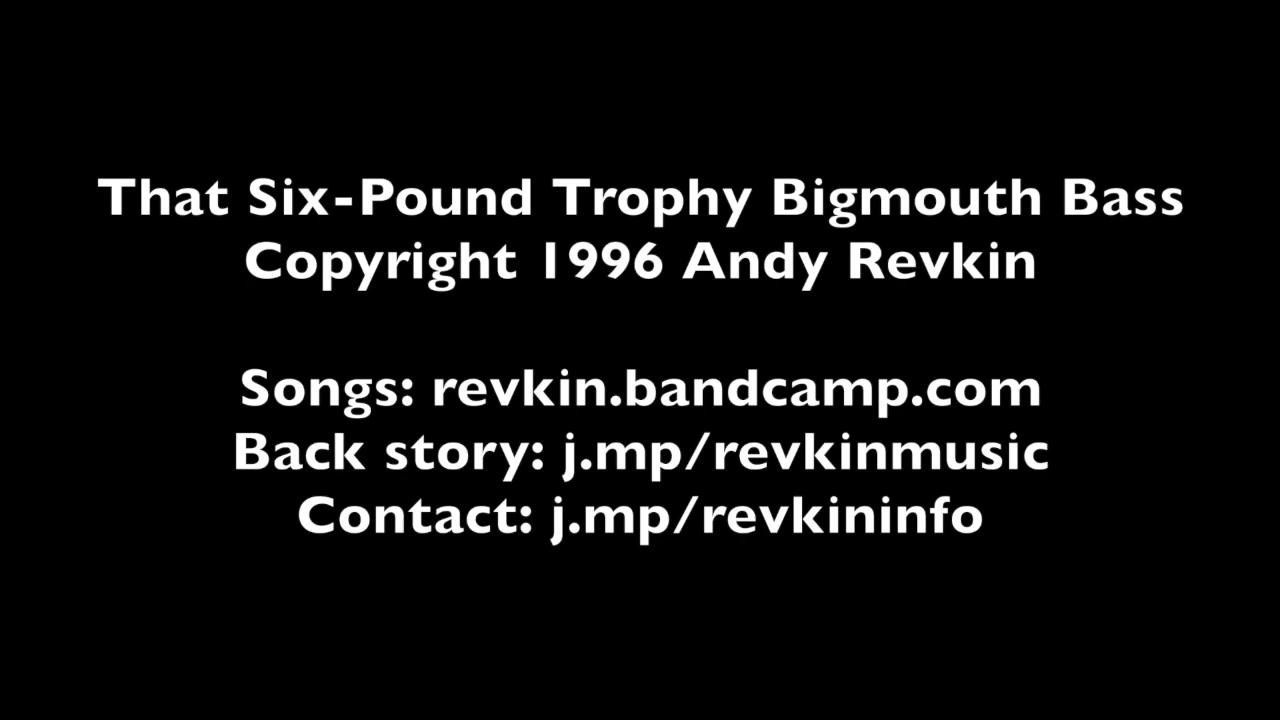 That Six-Pound Trophy Bigmouth Bass
Copyright 1996 Andy Revkin
Songs: revkin.bandcamp.com
Back story: j.mp/revkinmusic
Contact: j.mp/revkininfo